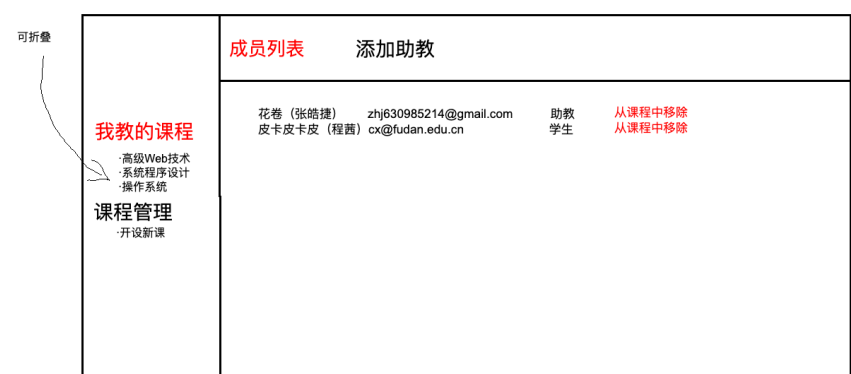 可折叠
成员列表 添加助教
花卷（张皓捷） zhj630985214@gmail.com 助教 从课程中移除
皮卡皮卡皮（程茜）cx@fudan.edu.cn 学生 从课程中移除
我教的课程
·高级Web技术
·系统程序设计
·操作系统
课程管理
·开设新课